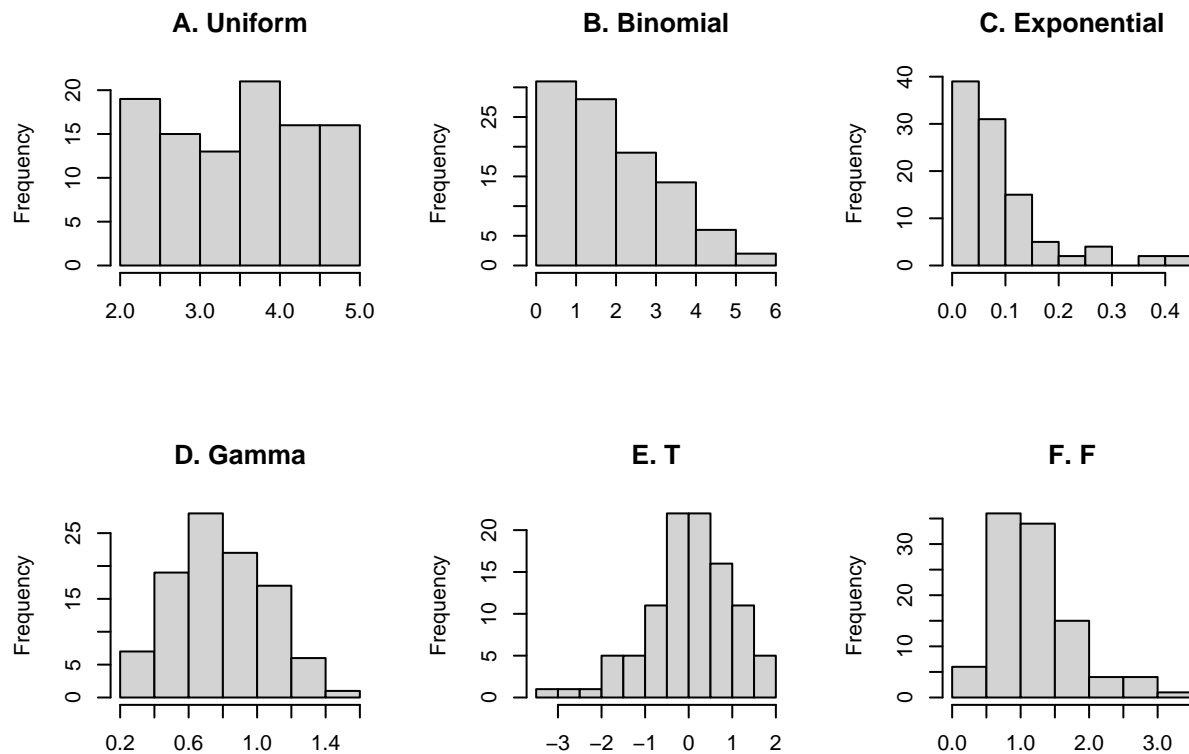 A. Uniform
Frequency
0 5 10 15 20
2.0 3.0 4.0 5.0
B. Binomial
Frequency
5 15 25
0 1 2 3 4 5 6
C. Exponential
Frequency
0 10 20 30 40
0.0 0.1 0.2 0.3 0.4
D. Gamma
Frequency
0 5 15 25
0.2 0.6 1.0 1.4
E. T
Frequency
0 5 10 15 20
−3 −2 −1 0 1 2
F. F
Frequency
0 10 20 30
0.0 1.0 2.0 3.0